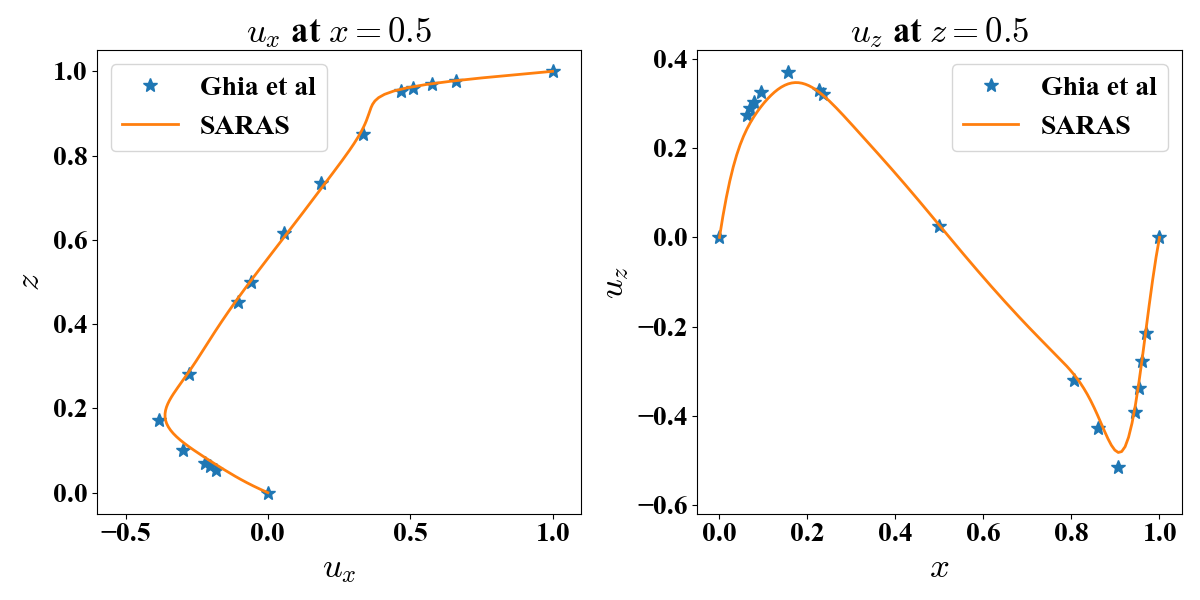 u_x at x = 0.5
Ghia et al
SARAS
1.0
0.8
0.6
0.4
0.2
0.0
z
−0.5 0.0 0.5 1.0
u_x
u_z at z = 0.5
Ghia et al
SARAS
0.4
0.2
0.0
−0.2
−0.4
−0.6
u_z
0.0 0.2 0.4 0.6 0.8 1.0
x